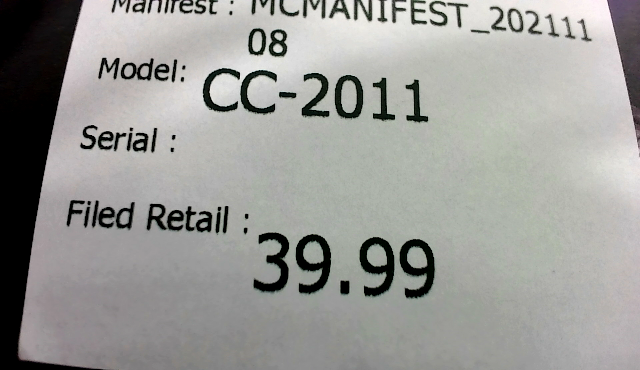 Manifest : MCMANIFEST_202111
08
Model: CC-2011
Serial :
Filed Retail : 39.99